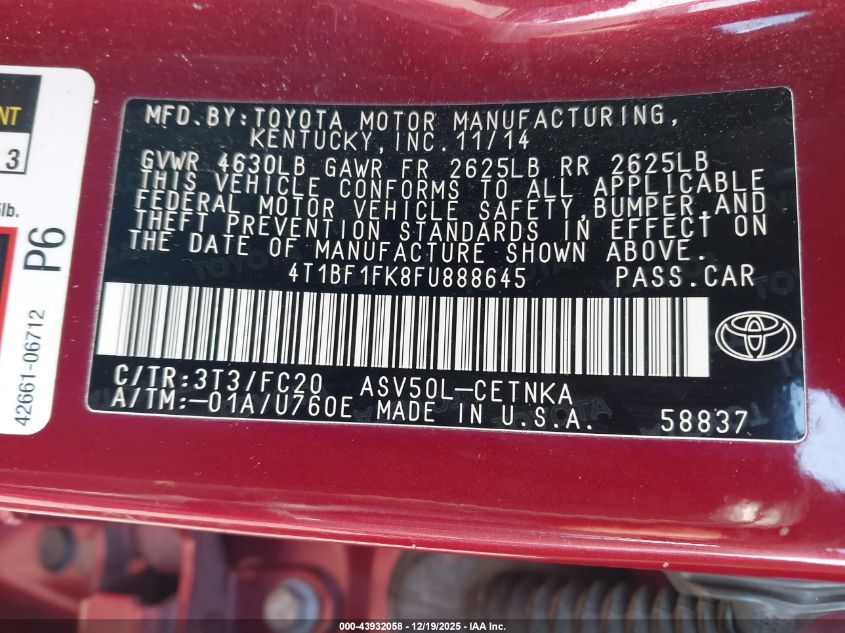 MFD.BY:TOYOTA MOTOR MANUFACTURING,
KENTUCKY,INC.11/14
GVWR 4630LB GAWR FR 2625LB RR 2625LB
THIS VEHICLE CONFORMS TO ALL APPLICABLE
FEDERAL MOTOR VEHICLE SAFETY,BUMPER,AND
THEFT PREVENTION STANDARDS IN EFFECT ON
THE DATE OF MANUFACTURE SHOWN ABOVE.
4T1BF1FK8FU888645 PASS.CAR
C/TR:3T3/FC20 ASV50L-CETNKA
A/TM:-01A/U760E MADE IN U.S.A. 58837
3
lb.
P6
42661-06712
000-43932058 - 12/19/2025 - IAA Inc.